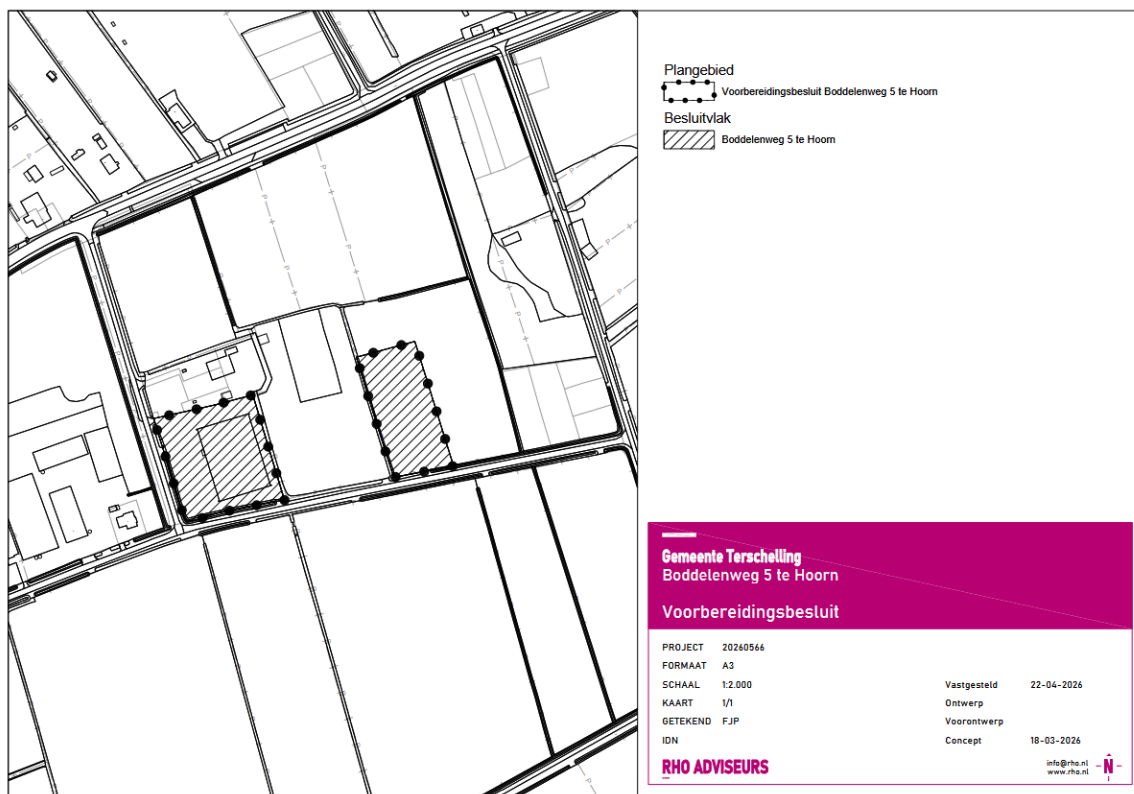 Plangebied
Voorbereidingsbesluit Boddelenweg 5 te Hoorn
Besluitvlak
Boddelenweg 5 te Hoorn
Gemeente Terschelling
Boddelenweg 5 te Hoorn
Voorbereidingsbesluit
PROJECT 20260566
FORMAAT A3
SCHAAL 1:2.000 Vastgesteld 22-04-2026
KAART 1/1 Ontwerp
GETEKEND FJP Voorontwerp
IDN Concept 18-03-2026
RHO ADVISEURS
info@rho.nl
www.rho.nl
N